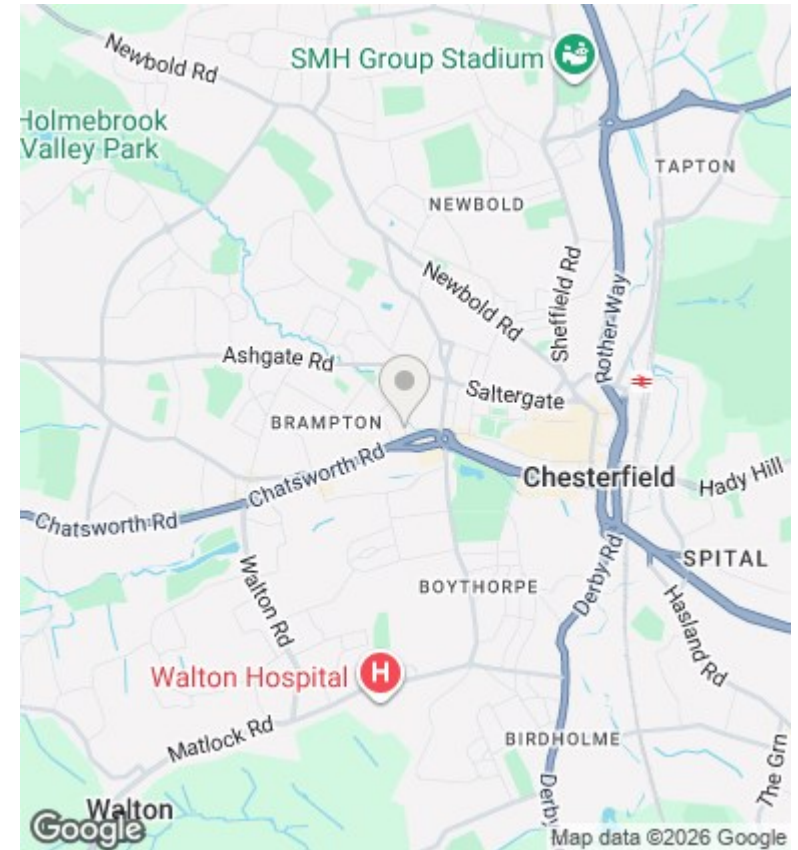 Newbold Rd
SMH Group Stadium
Holmebrook
Valley Park
TAPTON
NEWBOLD
Newbold Rd
Sheffield Rd
Rother Way
Ashgate Rd
Saltergate
BRAMPTON
Chatsworth Rd
Chesterfield
Hady Hill
Chatsworth Rd
Walton Rd
BOYTHORPE
Derby Rd
SPITAL
Hasland Rd
Walton Hospital
H
Matlock Rd
BIRDHOLME
The Grn
Derby
Walton
Google
Map data ©2026 Google